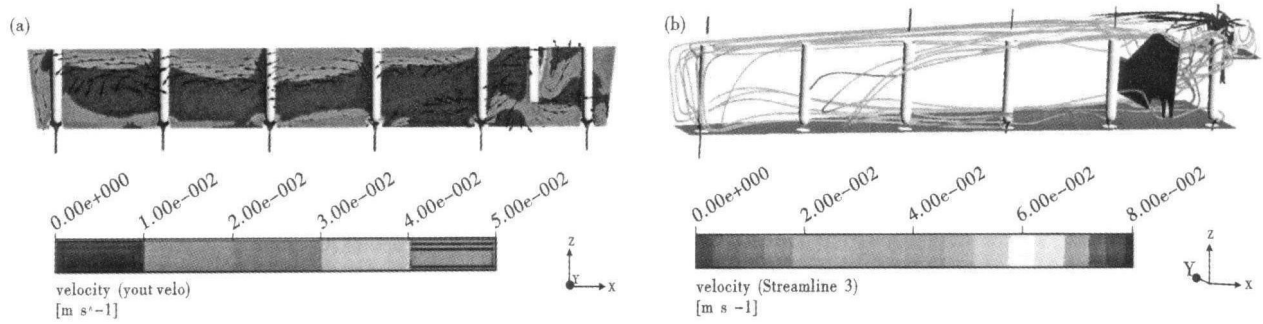 (a)
0.00e+000
1.00e-002
2.00e-002
3.00e-002
4.00e-002
5.00e-002
velocity (yout velo)
[m s^-1]
z
Y
x
(b)
0.00e+000
2.00e-002
4.00e-002
6.00e-002
8.00e-002
velocity (Streamline 3)
[m s -1]
z
Y
x